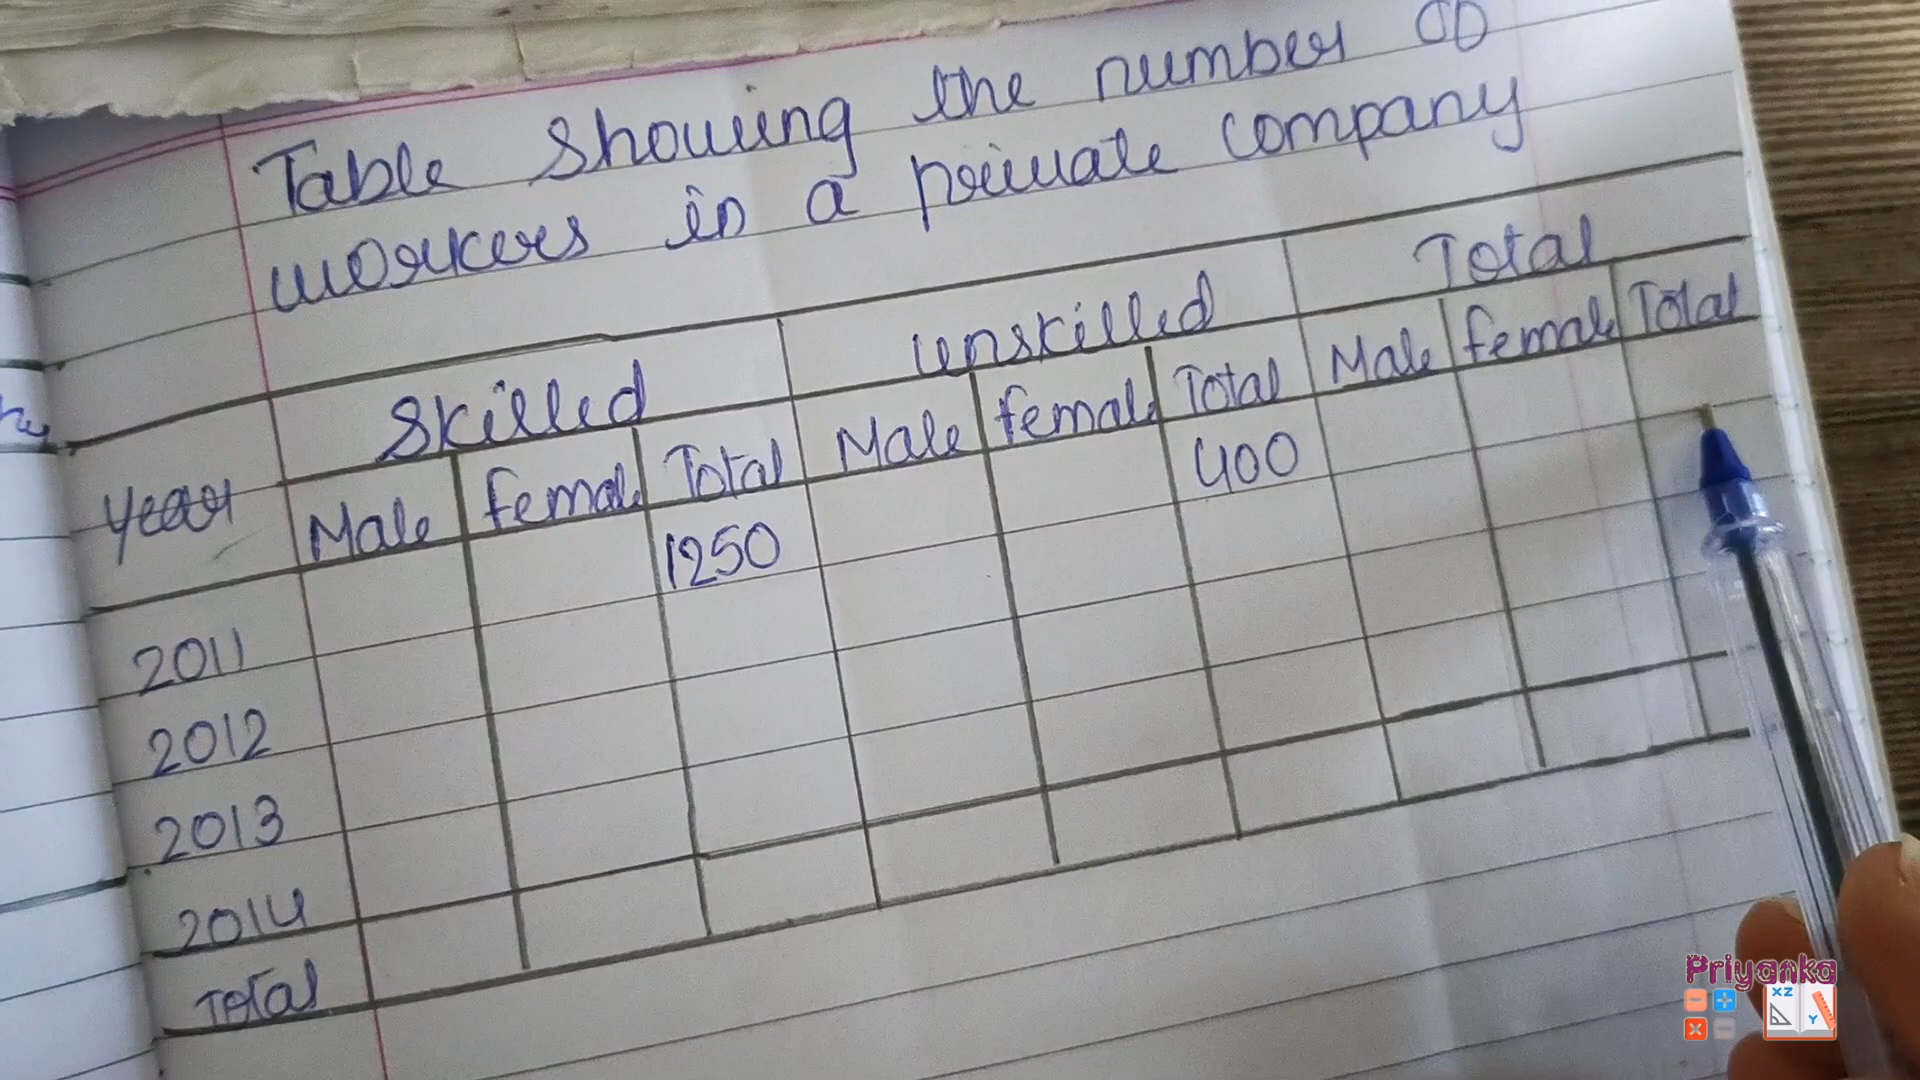 Table showing the number of
workers in a private company
Year Skilled Unskilled Total
Male female Total Male female Total Male female Total
2011 1250 400
2012
2013
2014
Total
Priyanka
XZ
Y